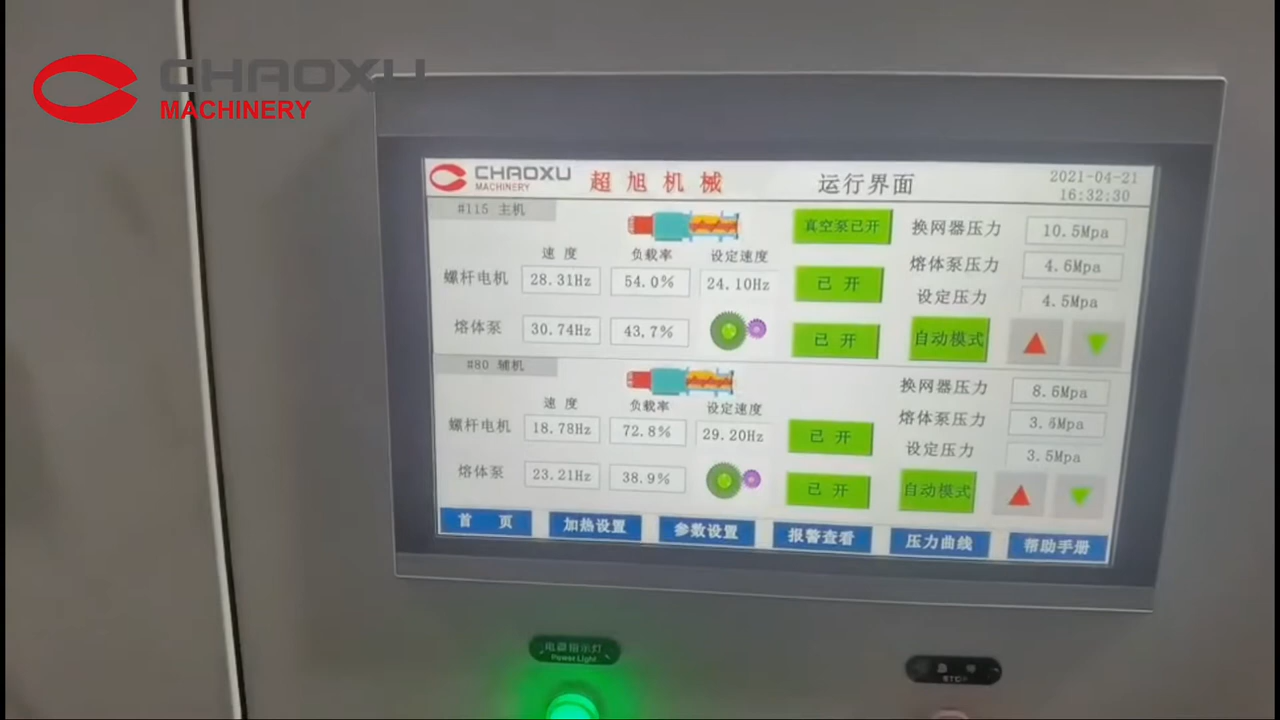 CHAOXU
MACHINERY
CHAOXU
MACHINERY
超旭机械
运行界面
2021-04-21
16:32:30
#115 主机
速度 负载率 设定速度
真空泵已开
换网器压力 10.5Mpa
螺杆电机 28.31Hz 54.0% 24.10Hz 已开
熔体泵压力 4.6Mpa
设定压力 4.5Mpa
熔体泵 30.74Hz 43.7% 已开 自动模式
#80 辅机
速度 负载率 设定速度
换网器压力 8.6Mpa
螺杆电机 18.78Hz 72.8% 29.20Hz 已开
熔体泵压力 3.6Mpa
设定压力 3.5Mpa
熔体泵 23.21Hz 38.9% 已开 自动模式
首页 加热设置 参数设置 报警查看 压力曲线 帮助手册
电源指示灯
Power Light
STOP